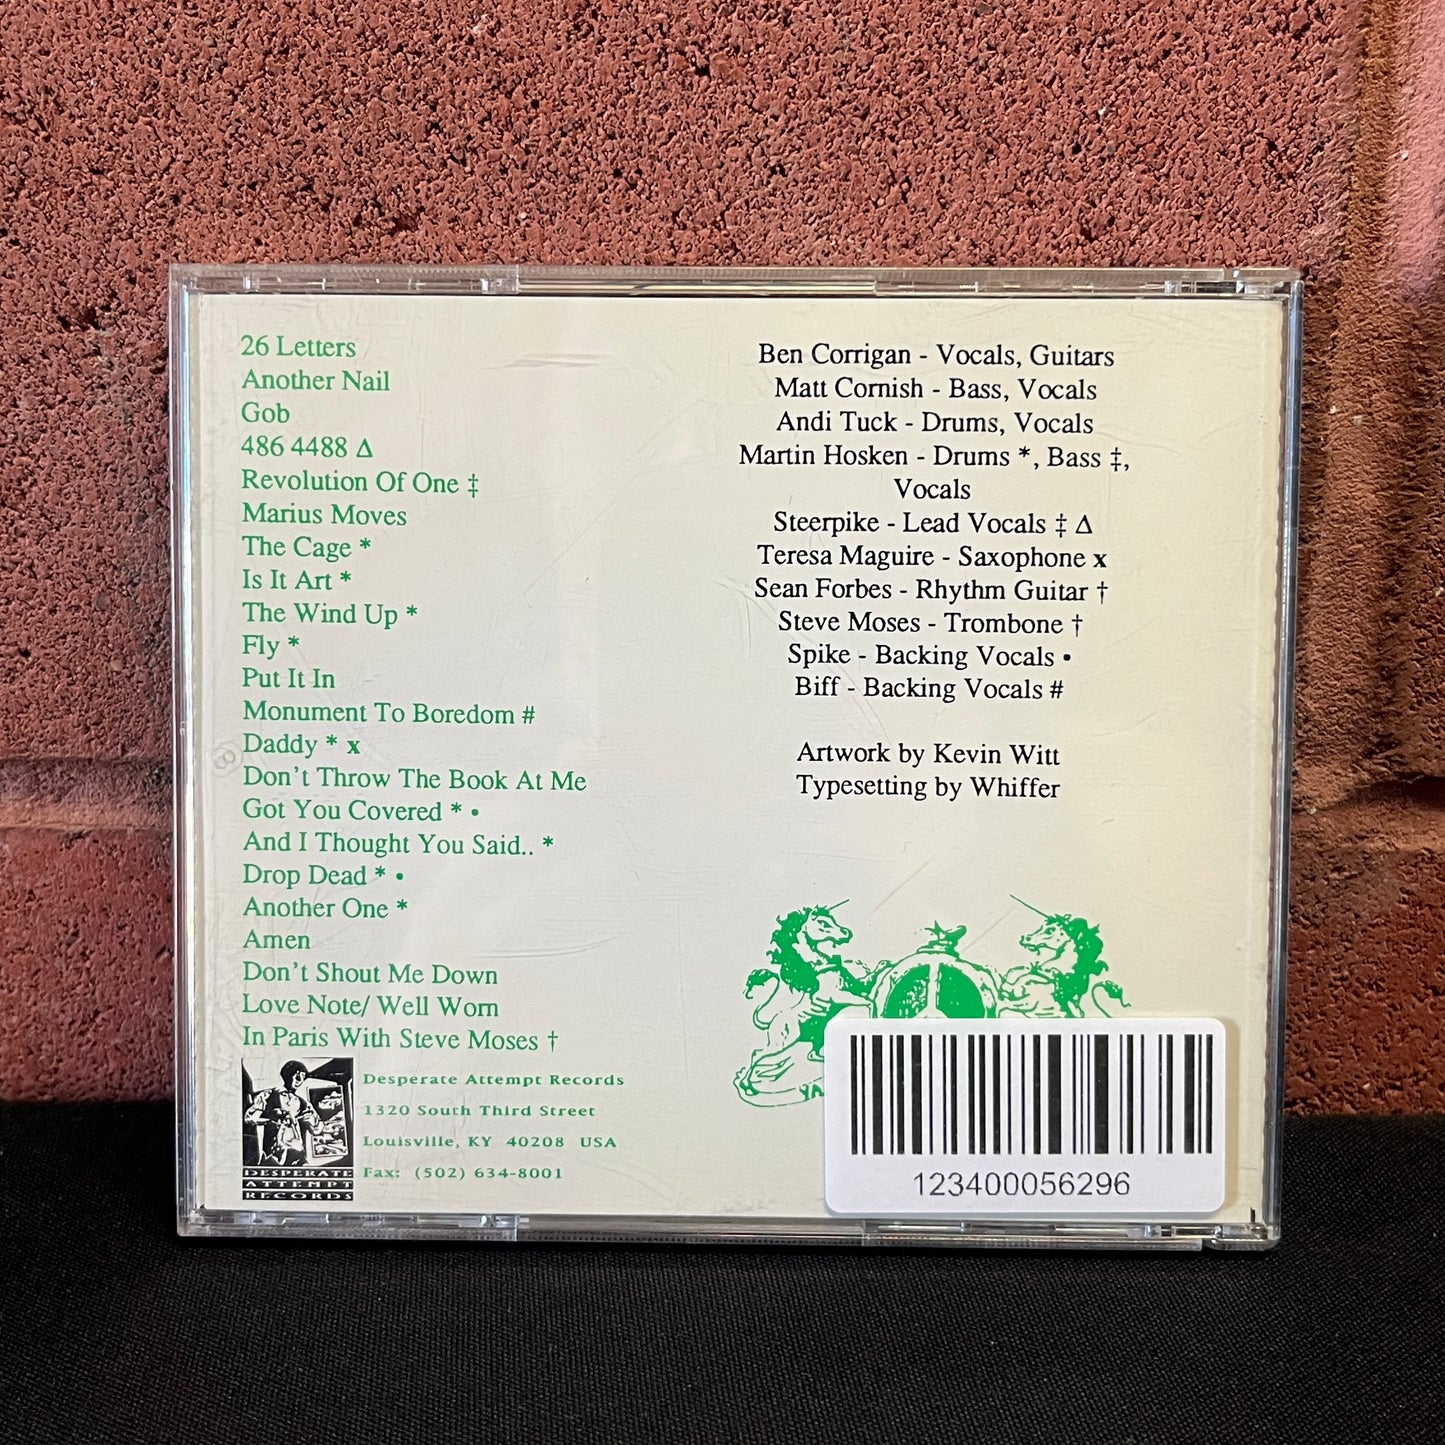 26 Letters
Another Nail
Gob
486 4488 Δ
Revolution Of One ‡
Marius Moves
The Cage *
Is It Art *
The Wind Up *
Fly *
Put It In
Monument To Boredom #
Daddy * x
Don't Throw The Book At Me
Got You Covered * •
And I Thought You Said.. *
Drop Dead * •
Another One *
Amen
Don't Shout Me Down
Love Note/ Well Worn
In Paris With Steve Moses †
Ben Corrigan - Vocals, Guitars
Matt Cornish - Bass, Vocals
Andi Tuck - Drums, Vocals
Martin Hosken - Drums *, Bass ‡,
Vocals
Steerpike - Lead Vocals ‡ Δ
Teresa Maguire - Saxophone x
Sean Forbes - Rhythm Guitar †
Steve Moses - Trombone †
Spike - Backing Vocals •
Biff - Backing Vocals #
Artwork by Kevin Witt
Typesetting by Whiffer
DESPERATE
ATTEMPT
RECORDS
Desperate Attempt Records
1320 South Third Street
Louisville, KY 40208 USA
Fax: (502) 634-8001
123400056296